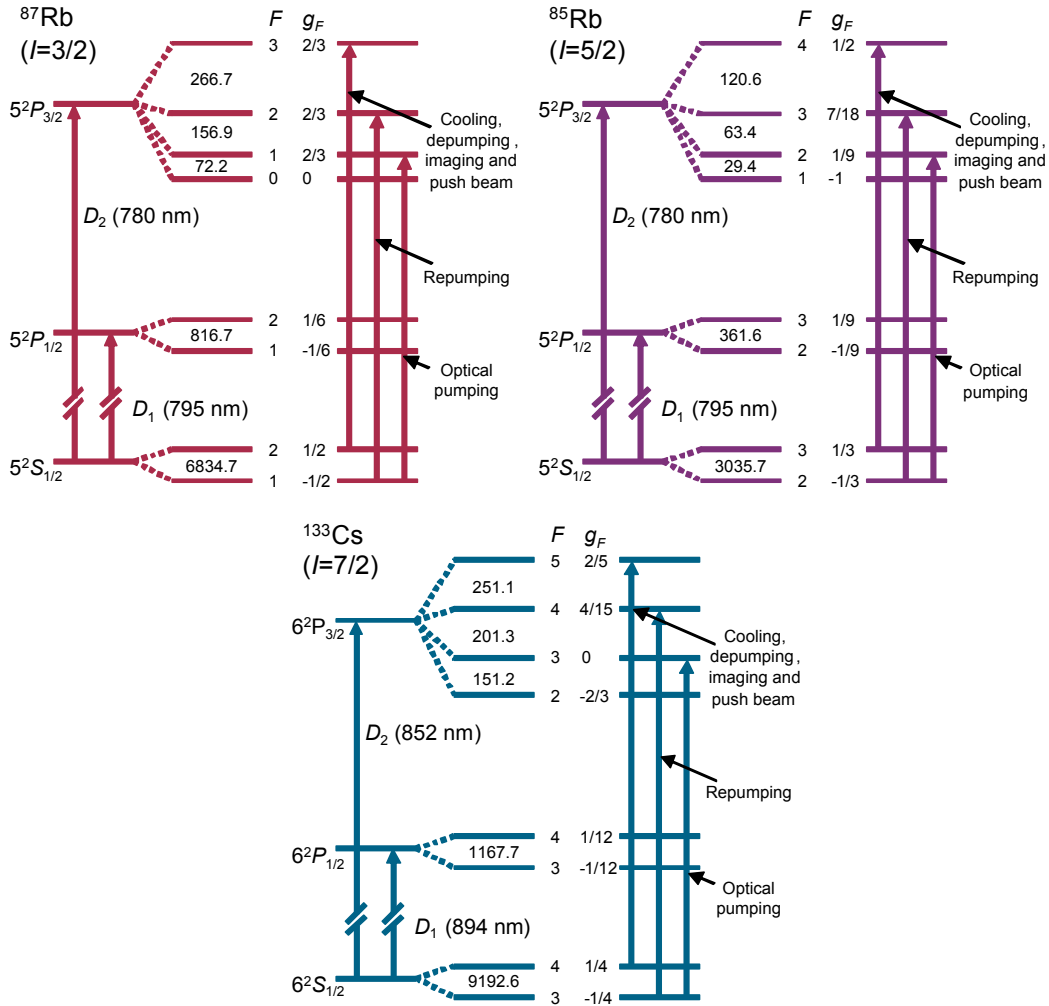 ⁸⁷Rb
(I=3/2)
F g_F
3 2/3
266.7
5²P₃/₂
2 2/3
156.9
1 2/3
72.2
0 0
Cooling,
depumping,
imaging and
push beam
D₂ (780 nm)
Repumping
2 1/6
5²P₁/₂
816.7
1 -1/6
Optical
pumping
D₁ (795 nm)
2 1/2
5²S₁/₂
6834.7
1 -1/2
⁸⁵Rb
(I=5/2)
F g_F
4 1/2
120.6
5²P₃/₂
3 7/18
63.4
2 1/9
29.4
1 -1
Cooling,
depumping,
imaging and
push beam
D₂ (780 nm)
Repumping
3 1/9
5²P₁/₂
361.6
2 -1/9
Optical
pumping
D₁ (795 nm)
3 1/3
5²S₁/₂
3035.7
2 -1/3
¹³³Cs
(I=7/2)
F g_F
5 2/5
251.1
6²P₃/₂
4 4/15
201.3
3 0
151.2
2 -2/3
Cooling,
depumping,
imaging and
push beam
D₂ (852 nm)
Repumping
4 1/12
6²P₁/₂
1167.7
3 -1/12
Optical
pumping
D₁ (894 nm)
4 1/4
6²S₁/₂
9192.6
3 -1/4